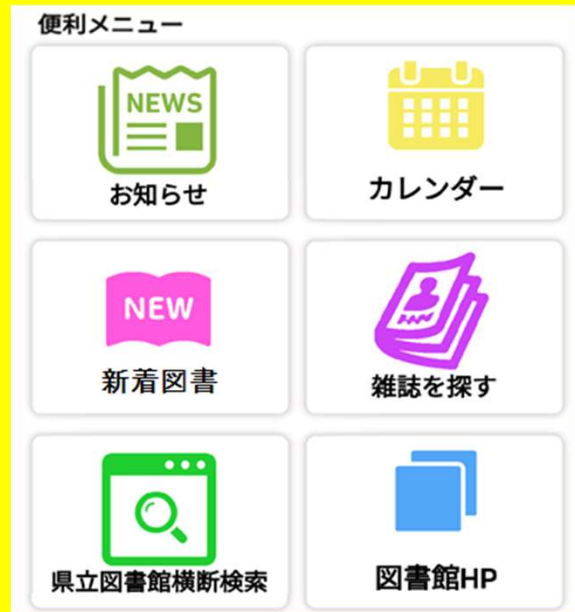 便利メニュー
NEWS
お知らせ
カレンダー
NEW
新着図書
雑誌を探す
県立図書館横断検索
図書館HP